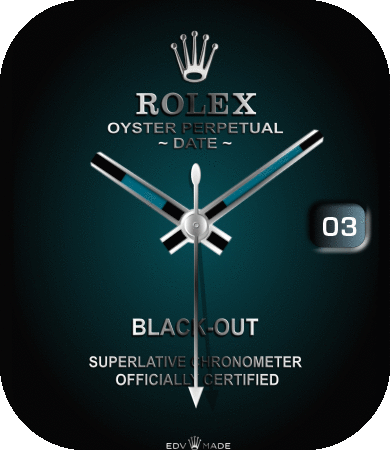 ROLEX
OYSTER PERPETUAL
~ DATE ~
03
BLACK-OUT
SUPERLATIVE CHRONOMETER
OFFICIALLY CERTIFIED
EDV MADE